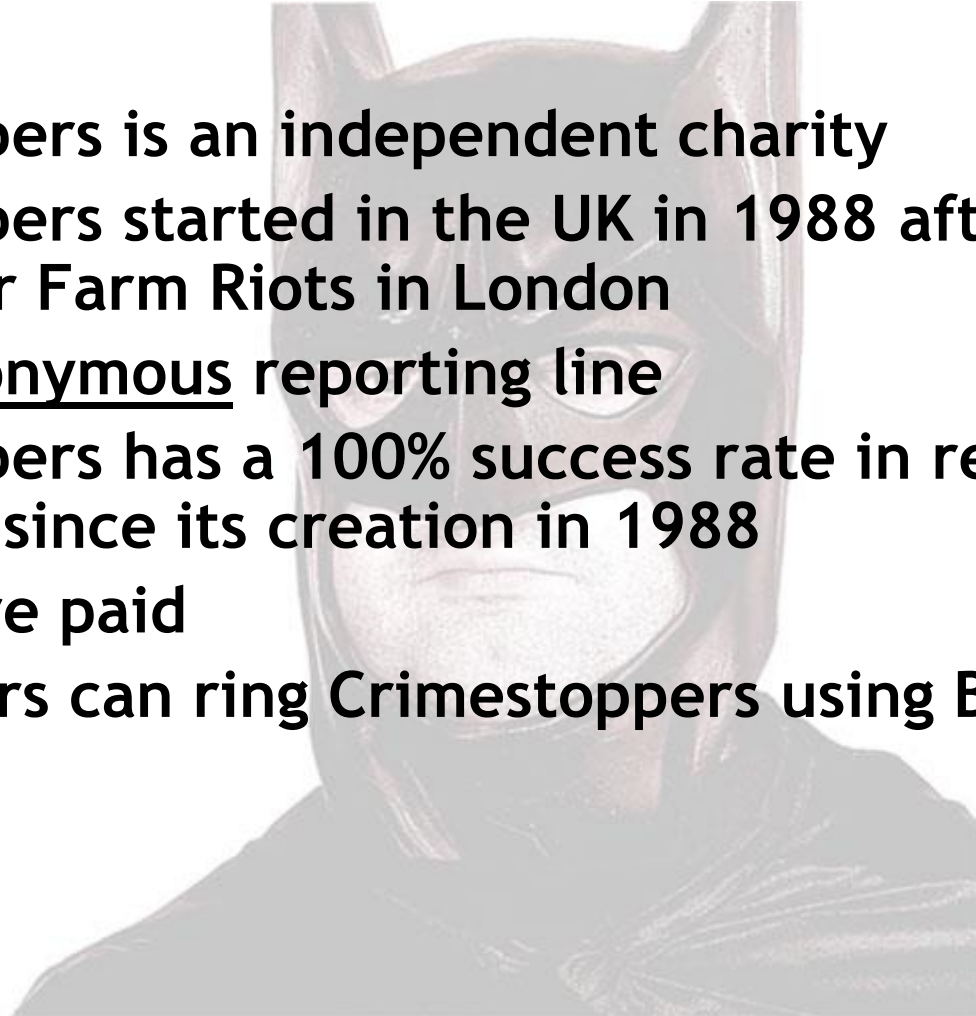 pers is an independent charity
pers started in the UK in 1988 aft
r Farm Riots in London
onymous reporting line
pers has a 100% success rate in re
since its creation in 1988
re paid
rs can ring Crimestoppers using B